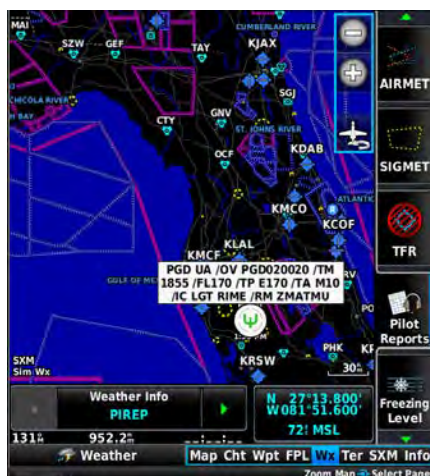 MAI
SZW
GEF
TAY
CUMBERLAND RIVER
KJAX
AIRMET
SGJ
CTY
GNV
ST. JOHNS RIVER
OCF
KDAB
SIGMET
ATLANTIC
KMCO
KCOF
TFR
KLAL
KMCF
GULF OF
PGD UA /OV PGD020020 /TM
1855 /FL170 /TP E170 /TA M10
/IC LGT RIME /RM ZMATMU
Pilot
Reports
PHK
KRSW
SXM
Sim Wx
30
Freezing
Level
Weather Info
PIREP
N 27°13.800'
W081°51.600'
72 MSL
131
952.2
Weather
Map Cht Wpt FPL Wx Ter SXM Info
Zoom Map Select Page